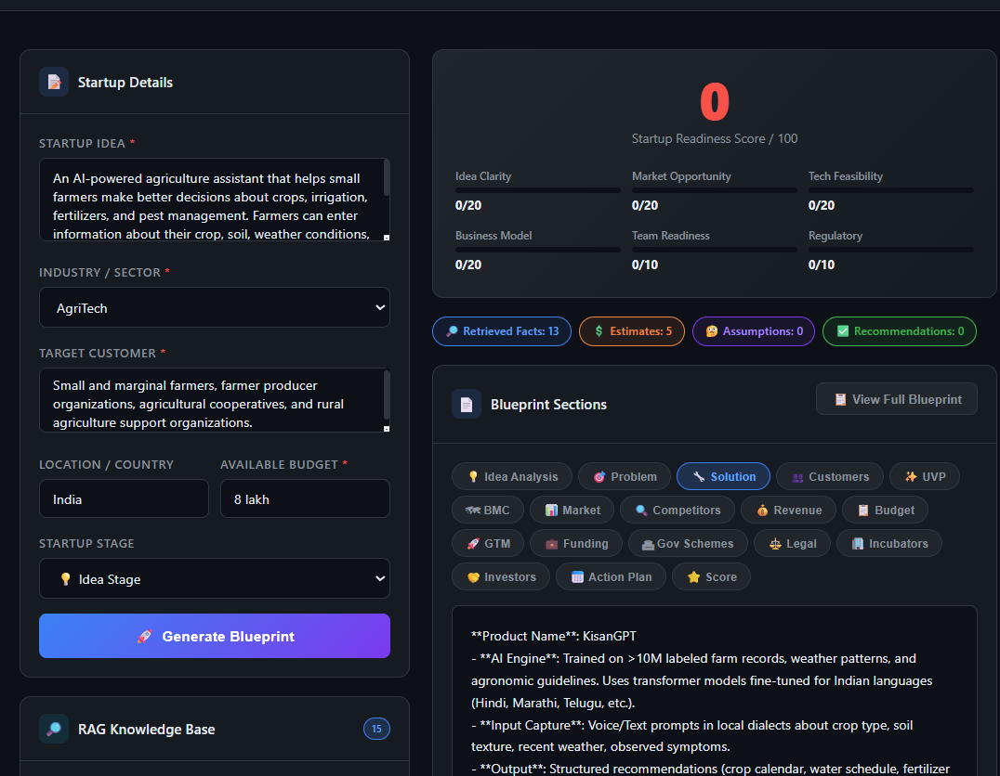 Startup Details
STARTUP IDEA *
An AI-powered agriculture assistant that helps small
farmers make better decisions about crops, irrigation,
fertilizers, and pest management. Farmers can enter
information about their crop, soil, weather conditions,
INDUSTRY / SECTOR *
AgriTech
TARGET CUSTOMER *
Small and marginal farmers, farmer producer
organizations, agricultural cooperatives, and rural
agriculture support organizations.
LOCATION / COUNTRY
AVAILABLE BUDGET *
India
8 lakh
STARTUP STAGE
💡 Idea Stage
🚀 Generate Blueprint
RAG Knowledge Base
15
0
Startup Readiness Score / 100
Idea Clarity
Market Opportunity
Tech Feasibility
0/20
0/20
0/20
Business Model
Team Readiness
Regulatory
0/20
0/10
0/10
Retrieved Facts: 13
Estimates: 5
Assumptions: 0
Recommendations: 0
Blueprint Sections
View Full Blueprint
Idea Analysis
Problem
Solution
Customers
UVP
BMC
Market
Competitors
Revenue
Budget
GTM
Funding
Gov Schemes
Legal
Incubators
Investors
Action Plan
Score
**Product Name**: KisanGPT
- **AI Engine**: Trained on >10M labeled farm records, weather patterns, and
agronomic guidelines. Uses transformer models fine-tuned for Indian languages
(Hindi, Marathi, Telugu, etc.).
- **Input Capture**: Voice/Text prompts in local dialects about crop type, soil
texture, recent weather, observed symptoms.
- **Output**: Structured recommendations (crop calendar, water schedule, fertilizer